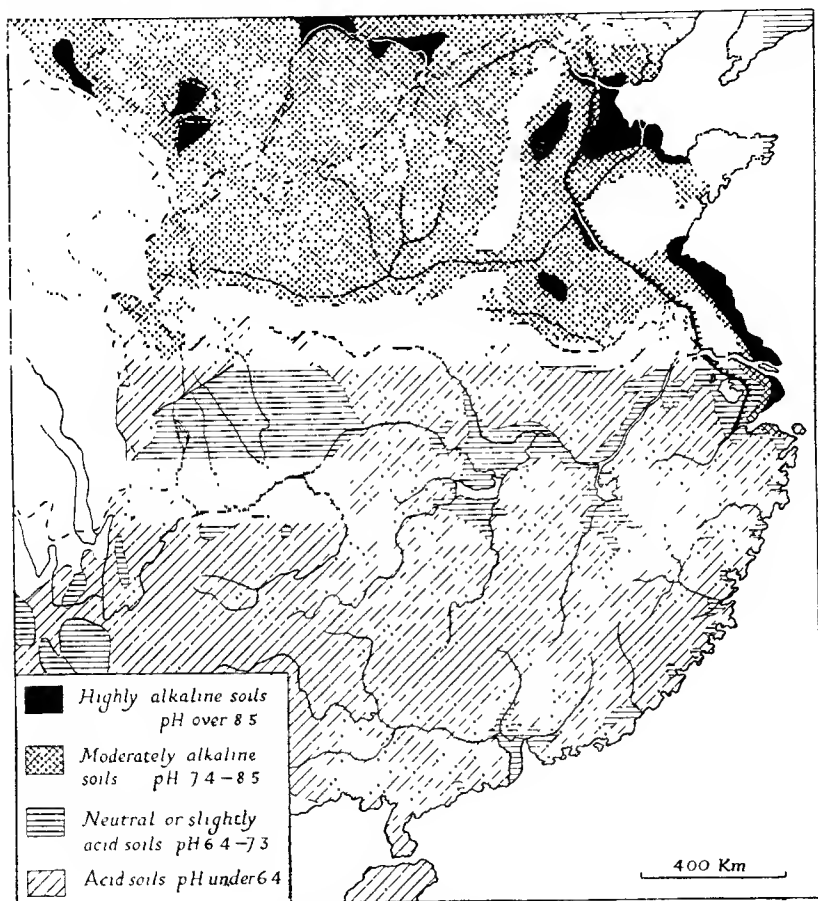 Highly alkaline soils
pH over 8 5
Moderately alkaline
soils pH 7 4–8 5
Neutral or slightly
acid soils pH 6 4–7 3
Acid soils pH under 6 4
400 Km